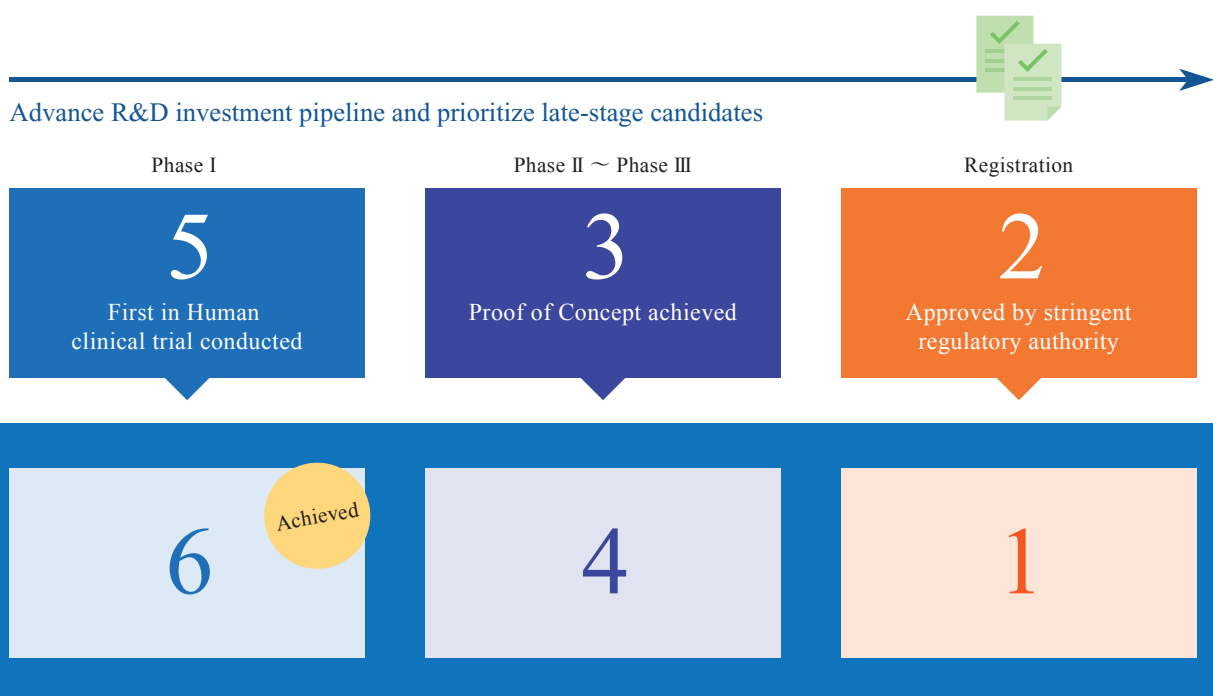 Advance R&D investment pipeline and prioritize late-stage candidates
Phase I
Phase Ⅱ ～ Phase Ⅲ
Registration
5
First in Human
clinical trial conducted
3
Proof of Concept achieved
2
Approved by stringent
regulatory authority
6
Achieved
4
1